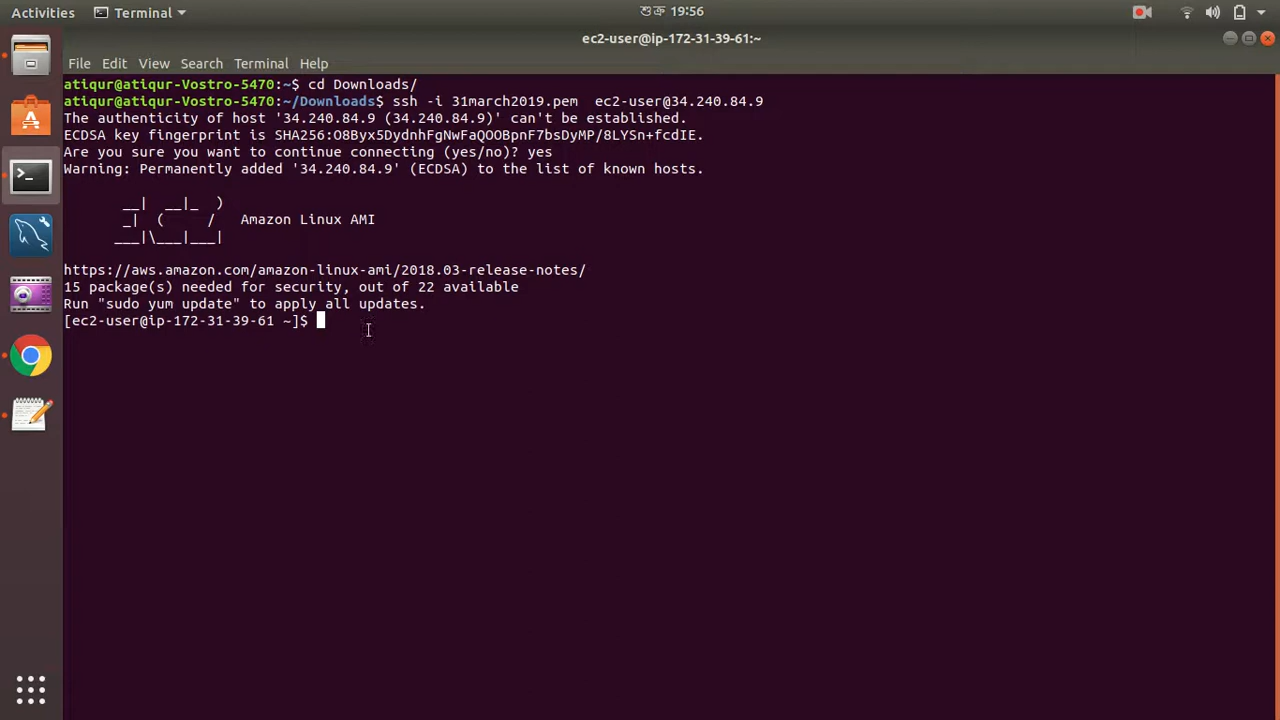 Activities Terminal শুক্র 19:56
ec2-user@ip-172-31-39-61:~
File Edit View Search Terminal Help
atiqur@atiqur-Vostro-5470:~$ cd Downloads/
atiqur@atiqur-Vostro-5470:~/Downloads$ ssh -i 31march2019.pem  ec2-user@34.240.84.9
The authenticity of host '34.240.84.9 (34.240.84.9)' can't be established.
ECDSA key fingerprint is SHA256:O8Byx5DydnhFgNwFaQOOBpnF7bsDyMP/8LYSn+fcdIE.
Are you sure you want to continue connecting (yes/no)? yes
Warning: Permanently added '34.240.84.9' (ECDSA) to the list of known hosts.
       __|  __|_  )
       _|  (     /   Amazon Linux AMI
      ___|\___|___|
https://aws.amazon.com/amazon-linux-ami/2018.03-release-notes/
15 package(s) needed for security, out of 22 available
Run "sudo yum update" to apply all updates.
[ec2-user@ip-172-31-39-61 ~]$